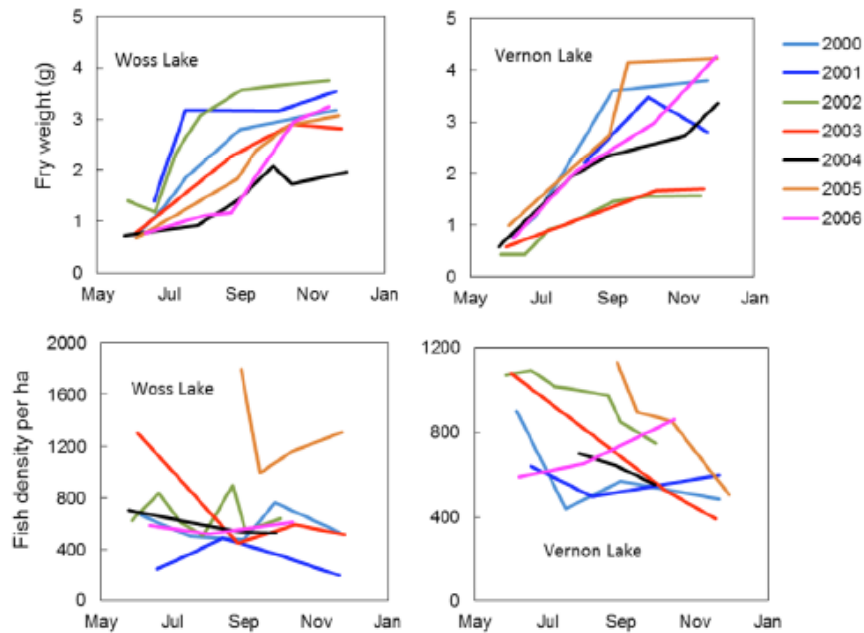 Fry weight (g)
5
4
3
2
1
0
Woss Lake
May Jul Sep Nov Jan
5
4
3
2
1
0
Vernon Lake
May Jul Sep Nov Jan
2000
2001
2002
2003
2004
2005
2006
Fish density per ha
2000
1600
1200
800
400
0
Woss Lake
May Jul Sep Nov Jan
1200
800
400
0
Vernon Lake
May Jul Sep Nov Jan